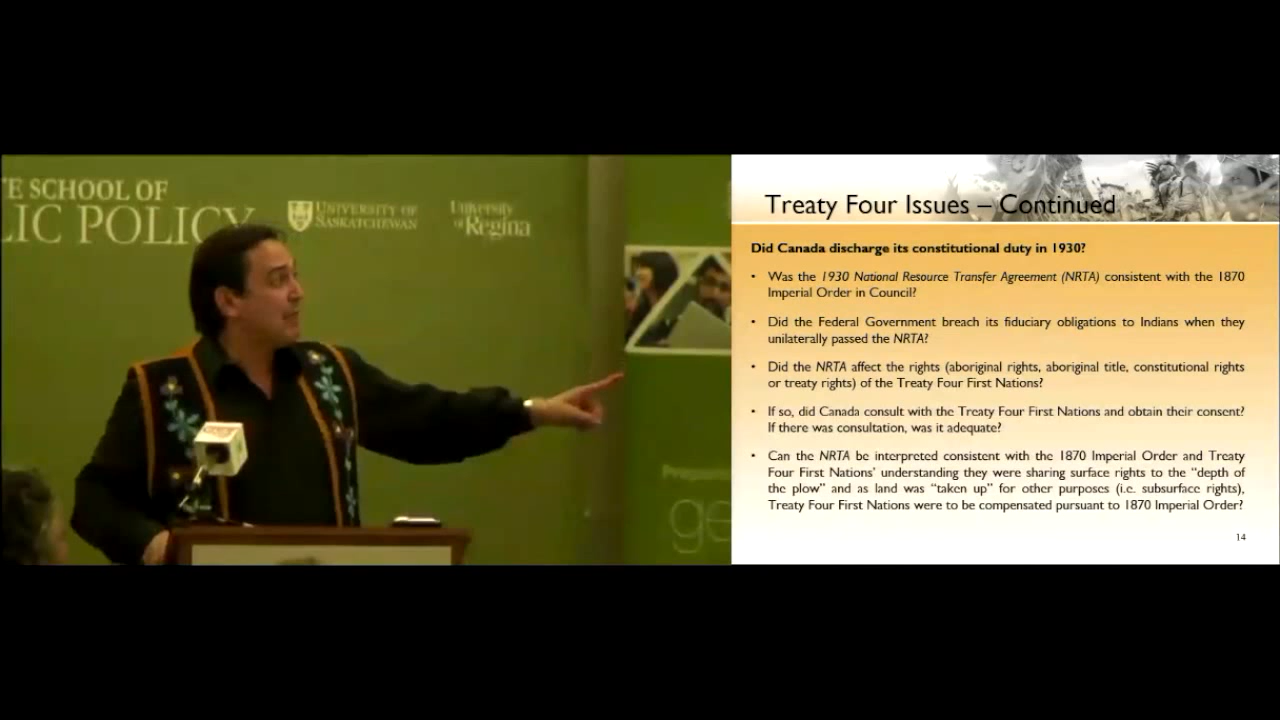 E SCHOOL OF
LIC POLICY
UNIVERSITY OF
SASKATCHEWAN
University
of Regina
ge
Treaty Four Issues – Continued
Did Canada discharge its constitutional duty in 1930?
• Was the 1930 National Resource Transfer Agreement (NRTA) consistent with the 1870
Imperial Order in Council?
• Did the Federal Government breach its fiduciary obligations to Indians when they
unilaterally passed the NRTA?
• Did the NRTA affect the rights (aboriginal rights, aboriginal title, constitutional rights
or treaty rights) of the Treaty Four First Nations?
• If so, did Canada consult with the Treaty Four First Nations and obtain their consent?
If there was consultation, was it adequate?
• Can the NRTA be interpreted consistent with the 1870 Imperial Order and Treaty
Four First Nations’ understanding they were sharing surface rights to the “depth of
the plow” and as land was “taken up” for other purposes (i.e. subsurface rights),
Treaty Four First Nations were to be compensated pursuant to 1870 Imperial Order?
14